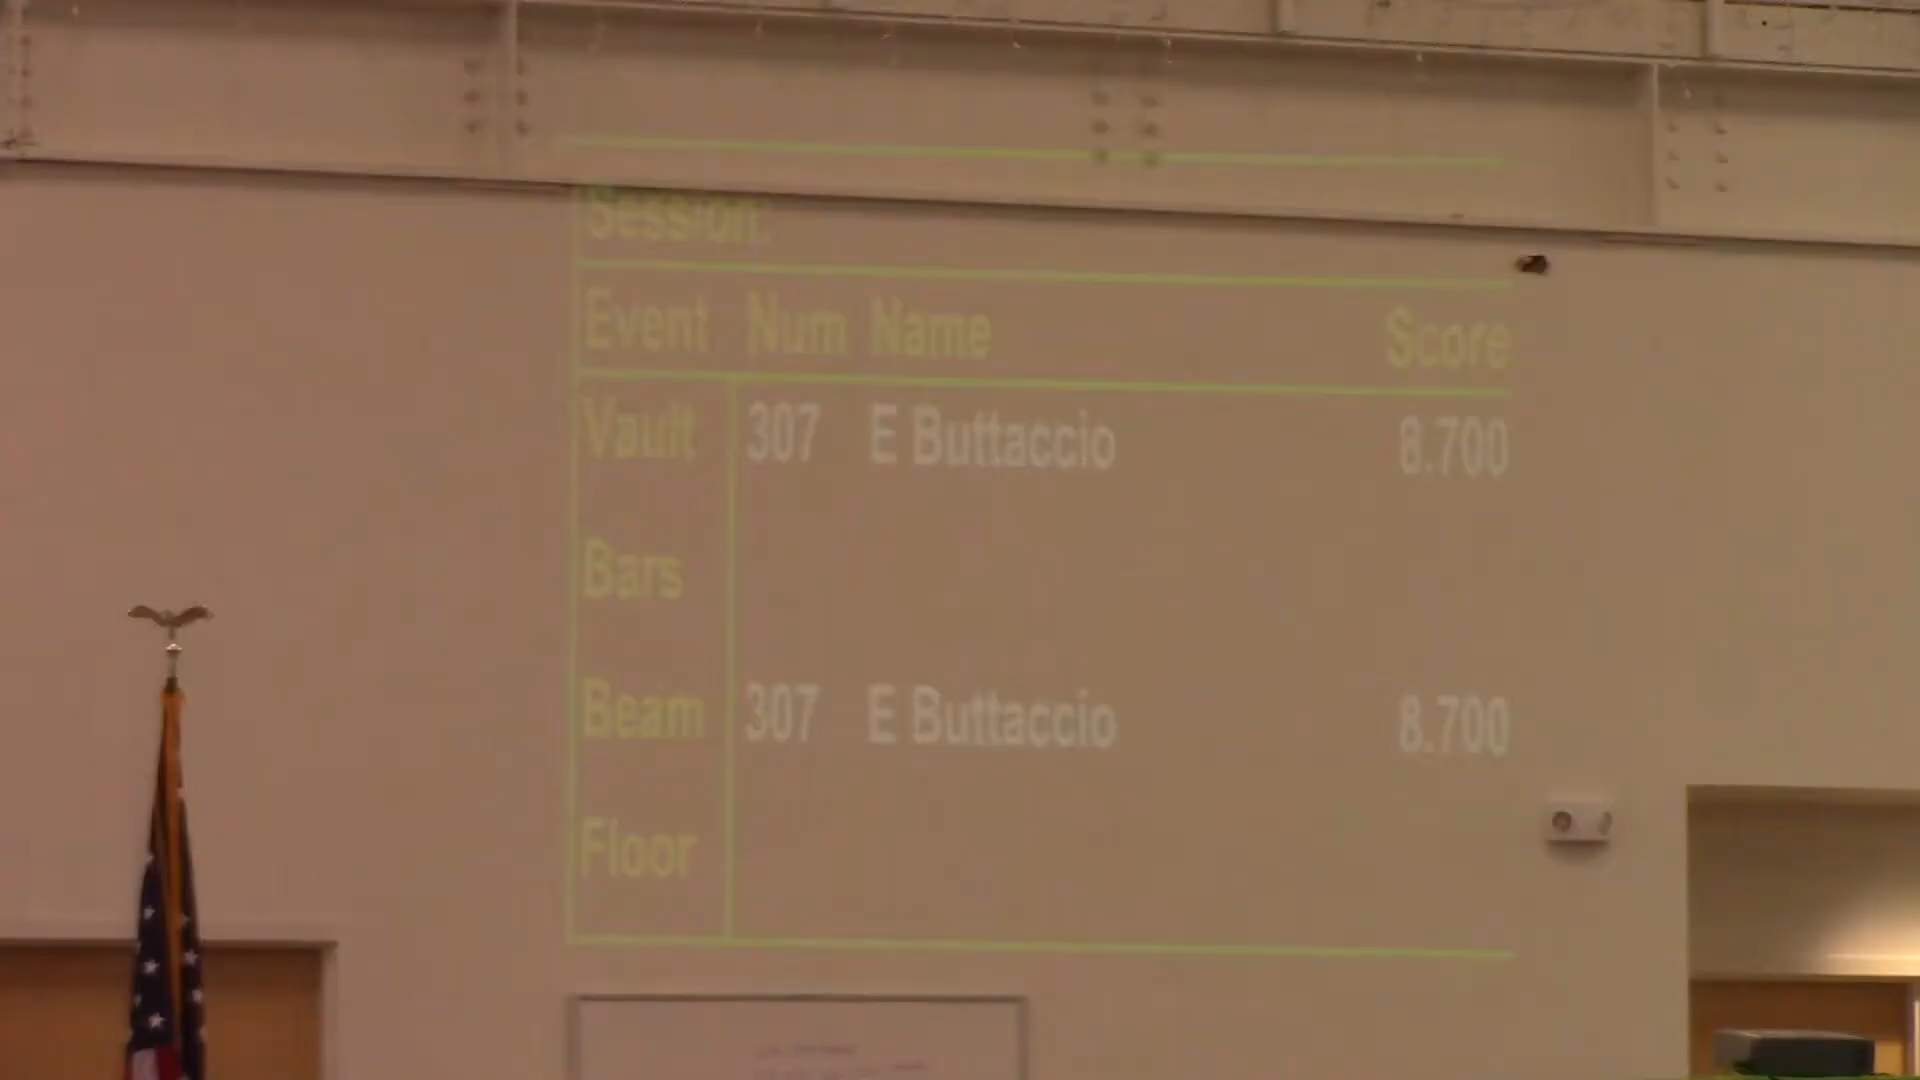 Session:
Event Num Name Score
Vault 307 E Buttaccio 8.700
Bars
Beam 307 E Buttaccio 8.700
Floor